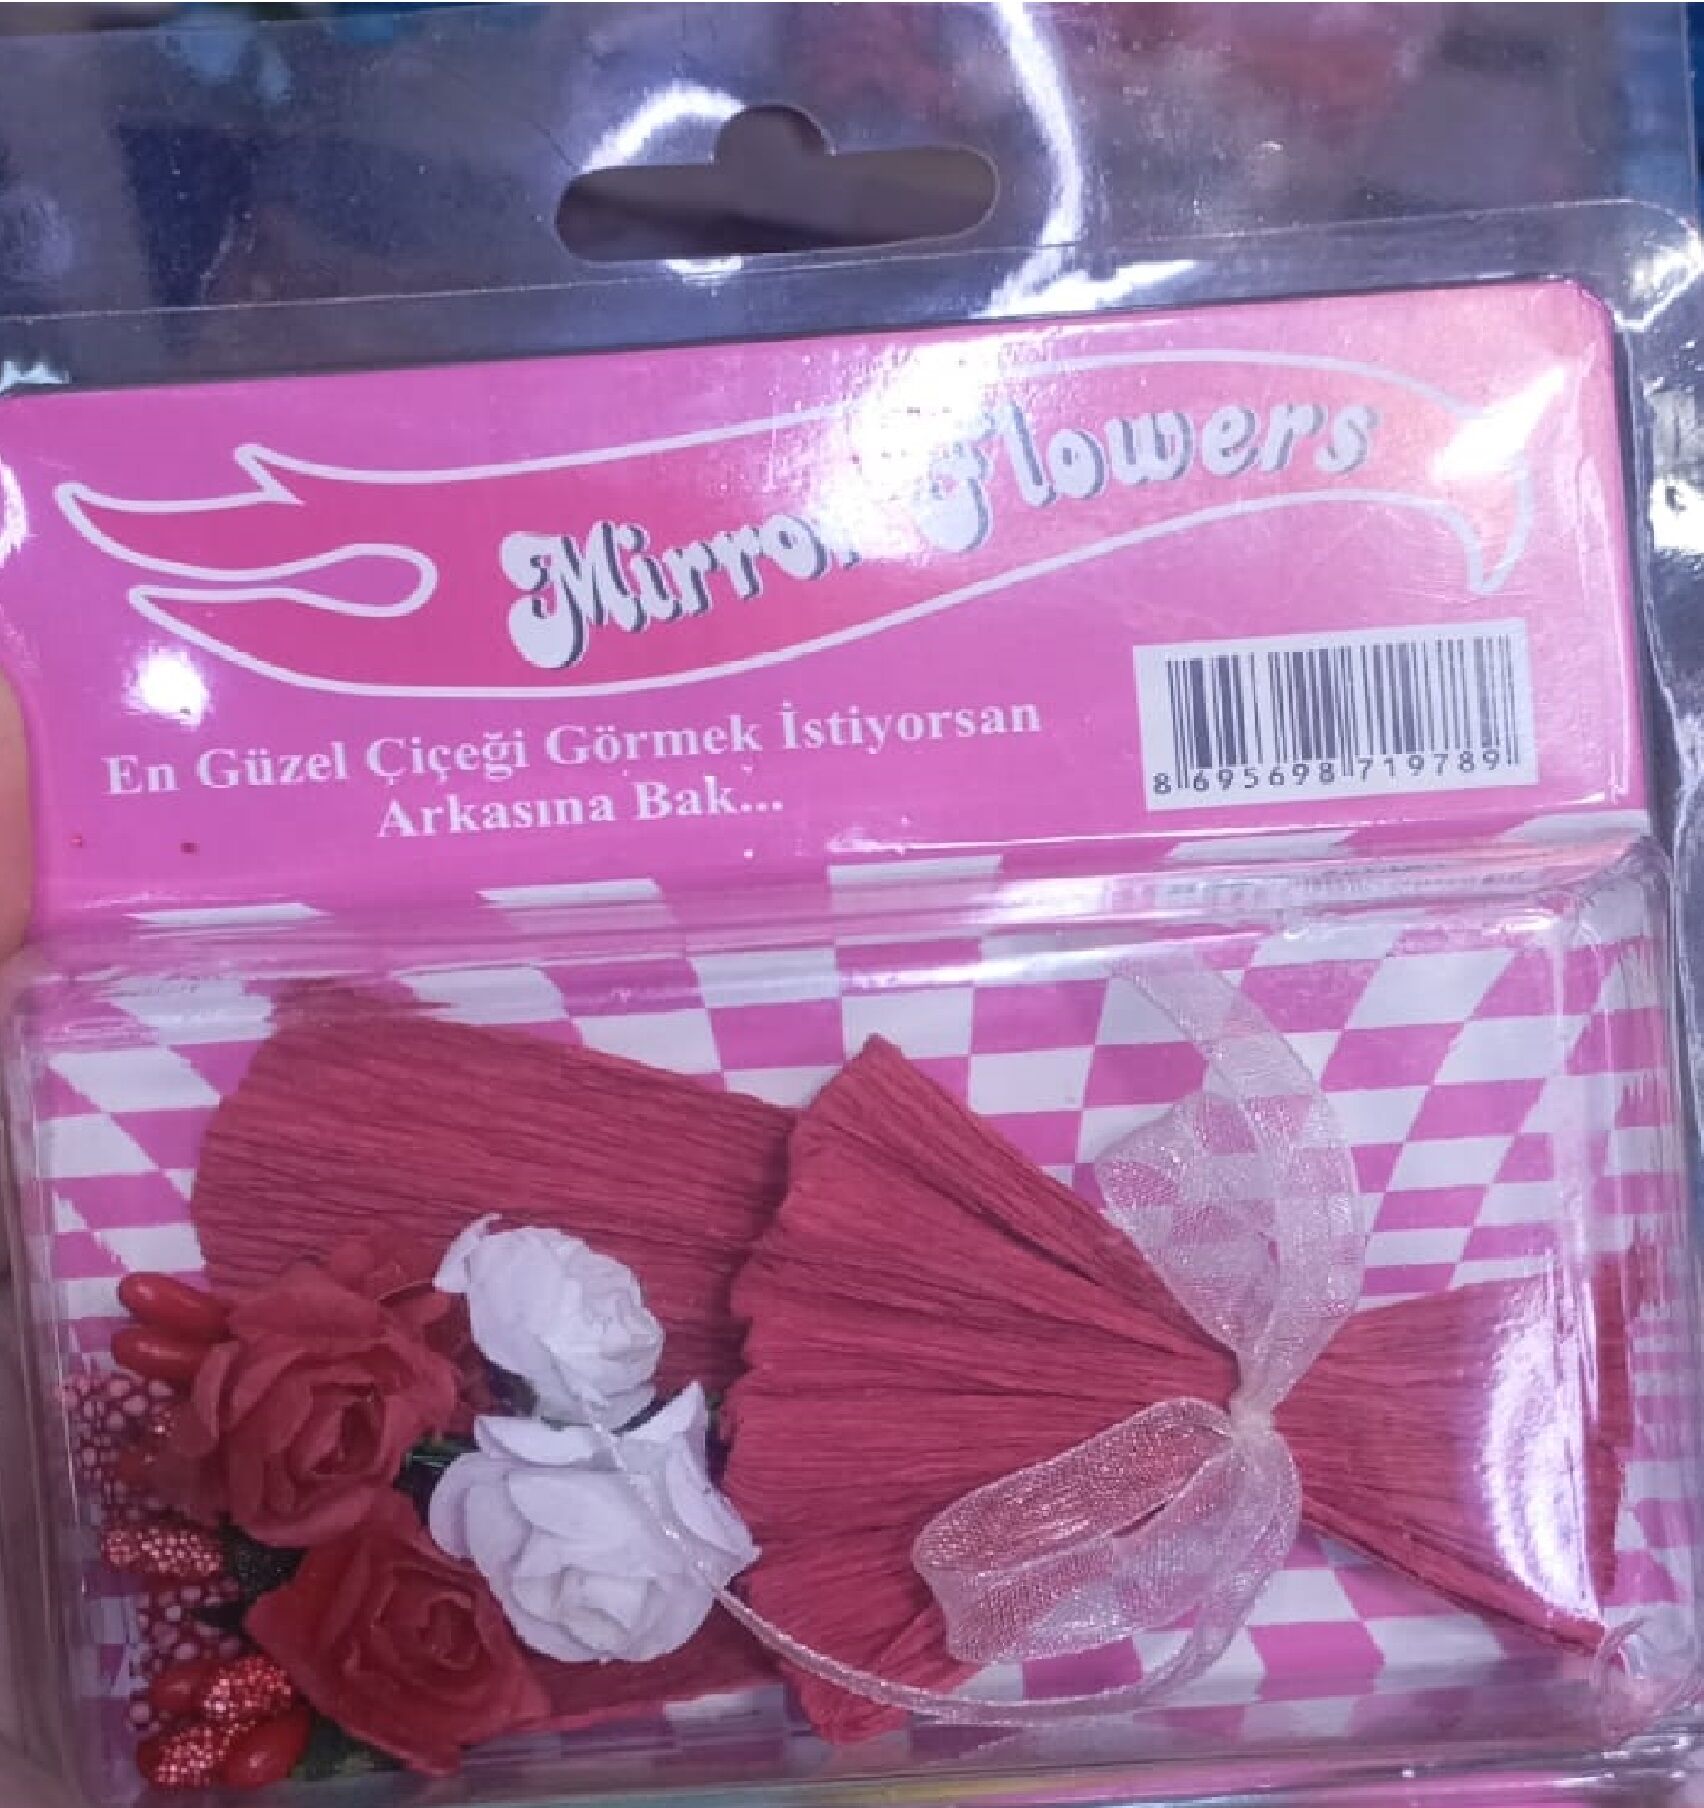 Mirror Flowers
En Güzel Çiçeği Görmek İstiyorsan
Arkasına Bak...
8 695698 719789